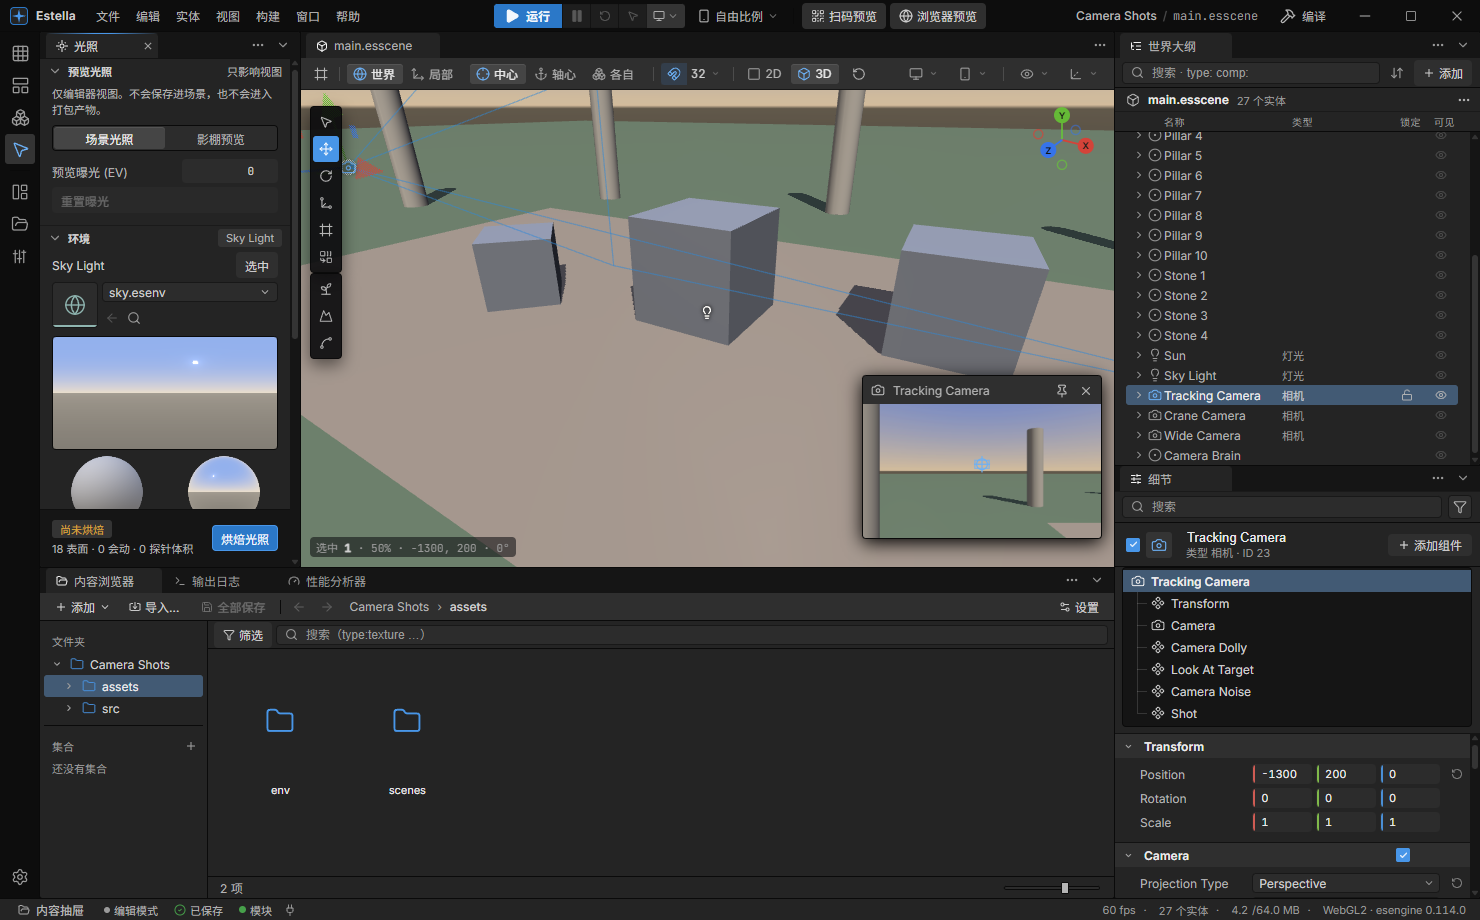 Estella 文件 编辑 实体 视图 构建 窗口 帮助 运行 自由比例 扫码预览 浏览器预览 Camera Shots / main.esscene 编译
光照
预览光照 只影响视图
仅编辑器视图。不会保存进场景，也不会进入
打包产物。
场景光照 影棚预览
预览曝光 (EV) 0
重置曝光
环境 Sky Light
Sky Light 选中
sky.esenv
尚未烘焙
18 表面 · 0 会动 · 0 探针体积
烘焙光照
main.esscene
世界 局部 中心 轴心 各自 32 2D 3D
Y
X
Z
Tracking Camera
选中 1 · 50% · -1300, 200 · 0°
世界大纲
搜索 · type: comp: 添加
main.esscene 27 个实体
名称 类型 锁定 可见
Pillar 4
Pillar 5
Pillar 6
Pillar 7
Pillar 8
Pillar 9
Pillar 10
Stone 1
Stone 2
Stone 3
Stone 4
Sun 灯光
Sky Light 灯光
Tracking Camera 相机
Crane Camera 相机
Wide Camera 相机
Camera Brain
细节
搜索
Tracking Camera
类型 相机 · ID 23
添加组件
Tracking Camera
Transform
Camera
Camera Dolly
Look At Target
Camera Noise
Shot
Transform
Position -1300 200 0
Rotation 0 0 0
Scale 1 1 1
Camera
Projection Type Perspective
内容浏览器 输出日志 性能分析器
添加 导入... 全部保存 Camera Shots › assets 设置
文件夹
Camera Shots
assets
src
集合
还没有集合
筛选 搜索（type:texture ...）
env scenes
2 项
内容抽屉 编辑模式 已保存 模块 60 fps · 27 个实体 · 4.2 /64.0 MB · WebGL2 · esengine 0.114.0